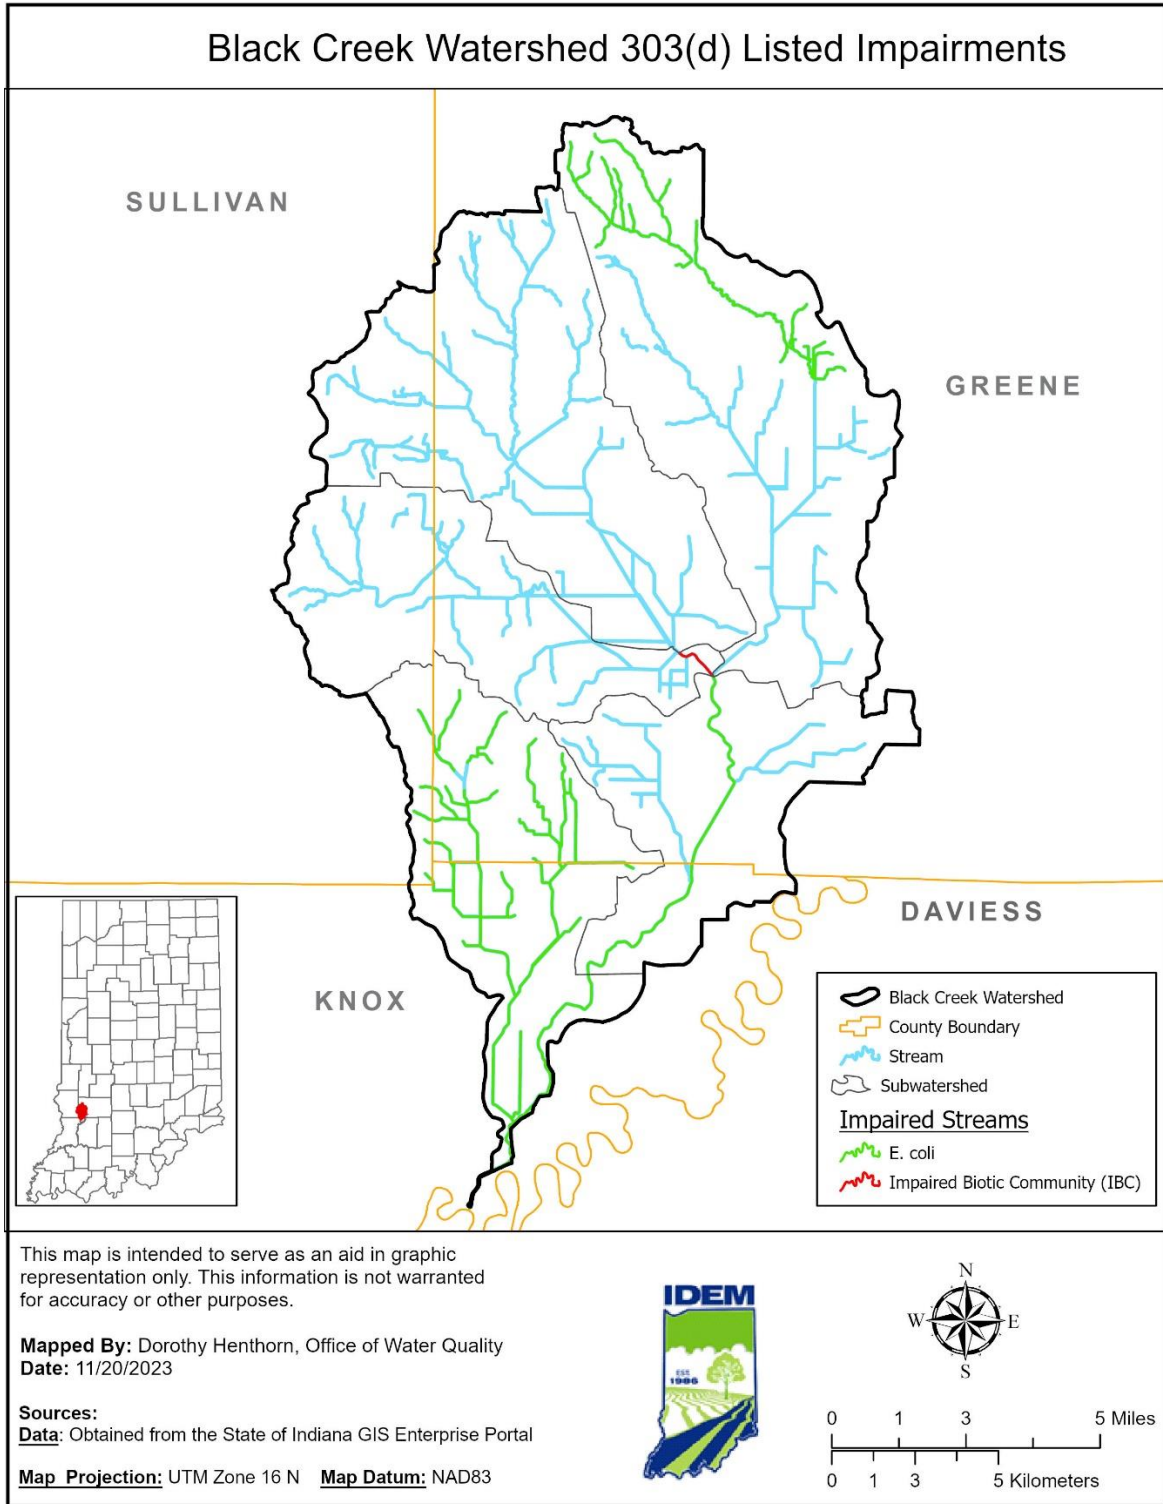 Black Creek Watershed 303(d) Listed Impairments
SULLIVAN
GREENE
DAVIESS
KNOX
Black Creek Watershed
County Boundary
Stream
Subwatershed
Impaired Streams
E. coli
Impaired Biotic Community (IBC)
This map is intended to serve as an aid in graphic
representation only. This information is not warranted
for accuracy or other purposes.
Mapped By: Dorothy Henthorn, Office of Water Quality
Date: 11/20/2023
Sources:
Data: Obtained from the State of Indiana GIS Enterprise Portal
Map Projection: UTM Zone 16 N Map Datum: NAD83
IDEM
EST.
1986
N
W E
S
0 1 3 5 Miles
0 1 3 5 Kilometers